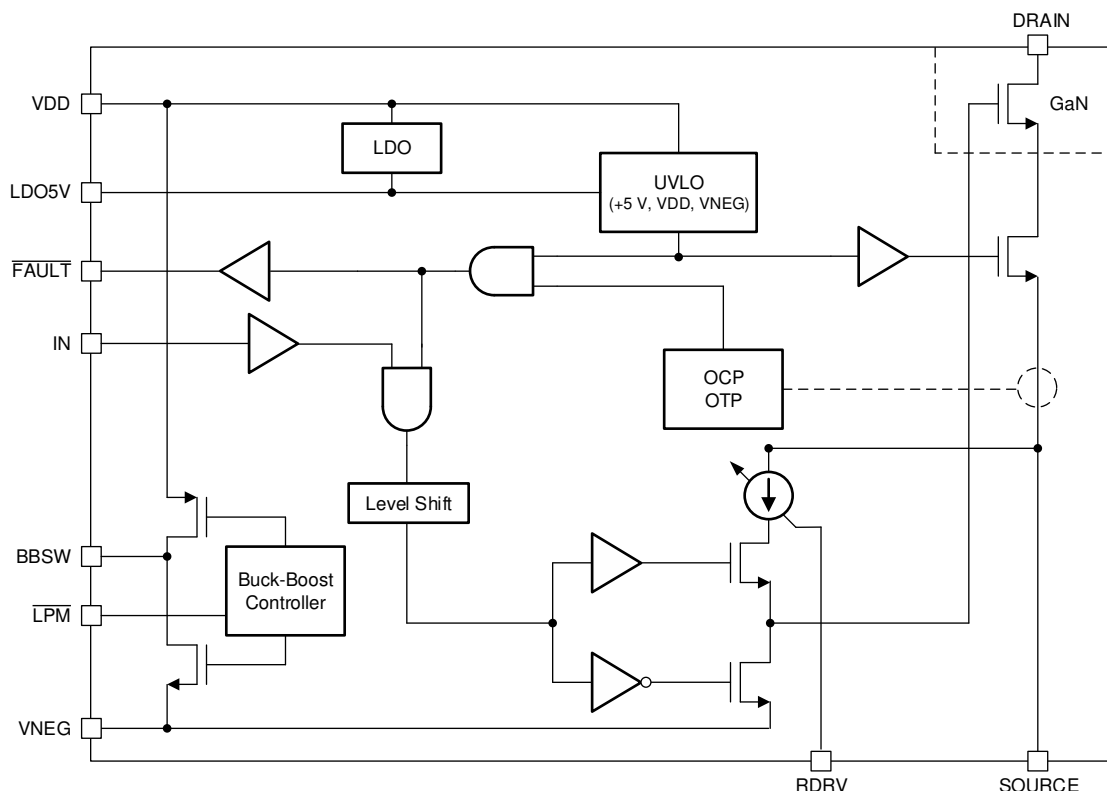 DRAIN
VDD
GaN
LDO
UVLO
(+5 V, VDD, VNEG)
LDO5V
FAULT
IN
OCP
OTP
Level Shift
BBSW
Buck-Boost
Controller
LPM
VNEG
RDRV
SOURCE